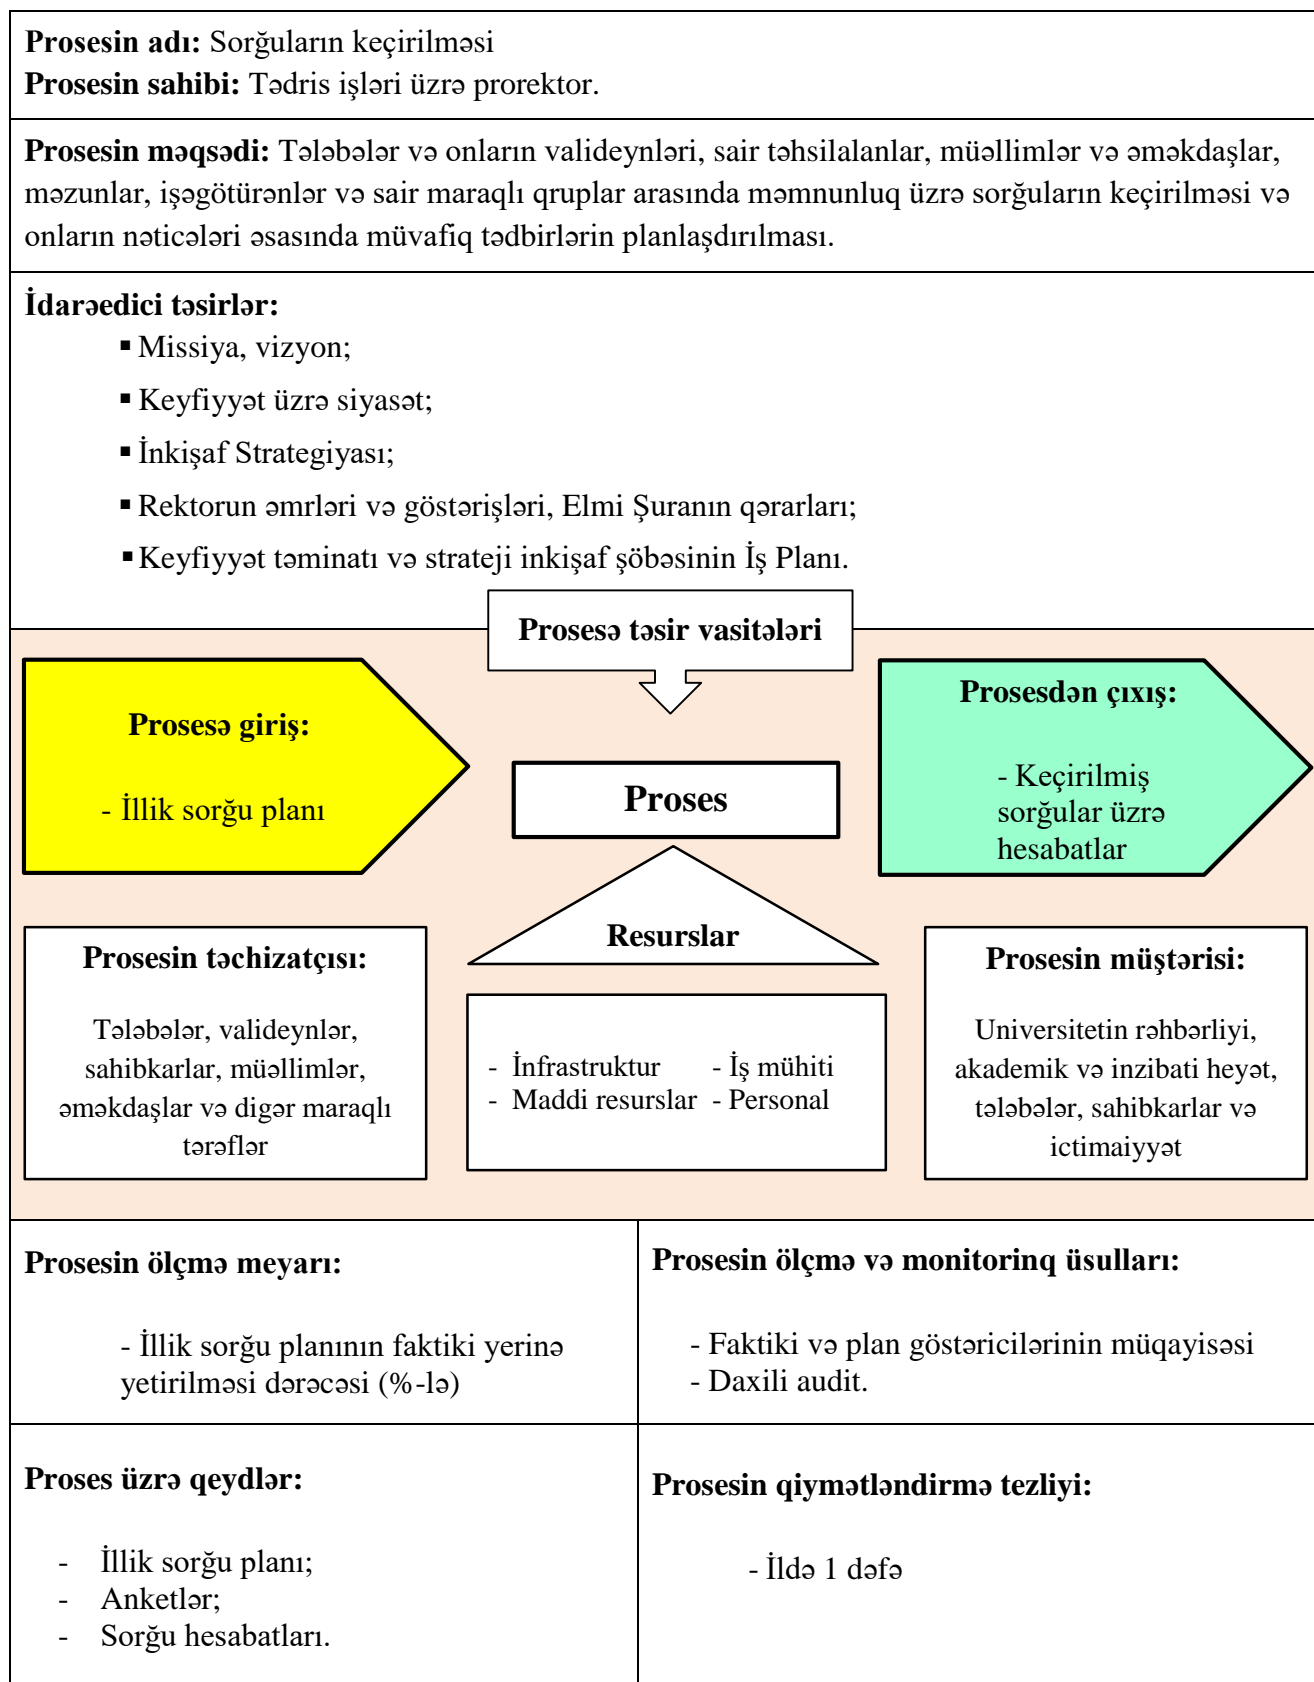 Prosesin adı: Sorğuların keçirilməsi
Prosesin sahibi: Tədris işləri üzrə prorektor.
Prosesin məqsədi: Tələbələr və onların valideynləri, sair təhsilalanlar, müəllimlər və əməkdaşlar,
məzunlar, işəgötürənlər və sair maraqlı qruplar arasında məmnunluq üzrə sorğuların keçirilməsi və
onların nəticələri əsasında müvafiq tədbirlərin planlaşdırılması.
İdarəedici təsirlər:
▪ Missiya, vizyon;
▪ Keyfiyyət üzrə siyasət;
▪ İnkişaf Strategiyası;
▪ Rektorun əmrləri və göstərişləri, Elmi Şuranın qərarları;
▪ Keyfiyyət təminatı və strateji inkişaf şöbəsinin İş Planı.
Prosesə təsir vasitələri
Prosesə giriş:
- İllik sorğu planı
Proses
Prosesdən çıxış:
- Keçirilmiş
sorğular üzrə
hesabatlar
Prosesin təchizatçısı:
Tələbələr, valideynlər,
sahibkarlar, müəllimlər,
əməkdaşlar və digər maraqlı
tərəflər
Resurslar
- İnfrastruktur - İş mühiti
- Maddi resurslar - Personal
Prosesin müştərisi:
Universitetin rəhbərliyi,
akademik və inzibati heyət,
tələbələr, sahibkarlar və
ictimaiyyət
Prosesin ölçmə meyarı:
- İllik sorğu planının faktiki yerinə
yetirilməsi dərəcəsi (%-lə)
Prosesin ölçmə və monitorinq üsulları:
- Faktiki və plan göstəricilərinin müqayisəsi
- Daxili audit.
Proses üzrə qeydlər:
- İllik sorğu planı;
- Anketlər;
- Sorğu hesabatları.
Prosesin qiymətləndirmə tezliyi:
- İldə 1 dəfə